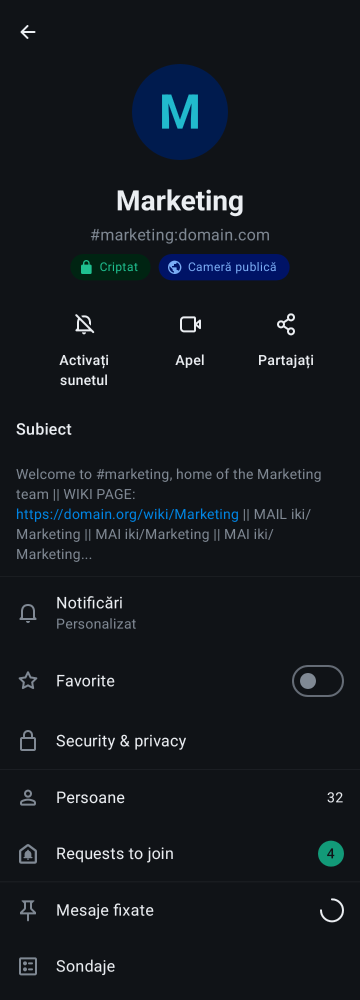 M
Marketing
#marketing:domain.com
Criptat
Cameră publică
Activați
sunetul
Apel
Partajați
Subiect
Welcome to #marketing, home of the Marketing
team || WIKI PAGE:
https://domain.org/wiki/Marketing || MAIL iki/
Marketing || MAI iki/Marketing || MAI iki/
Marketing...
Notificări
Personalizat
Favorite
Security & privacy
Persoane 32
Requests to join 4
Mesaje fixate
Sondaje